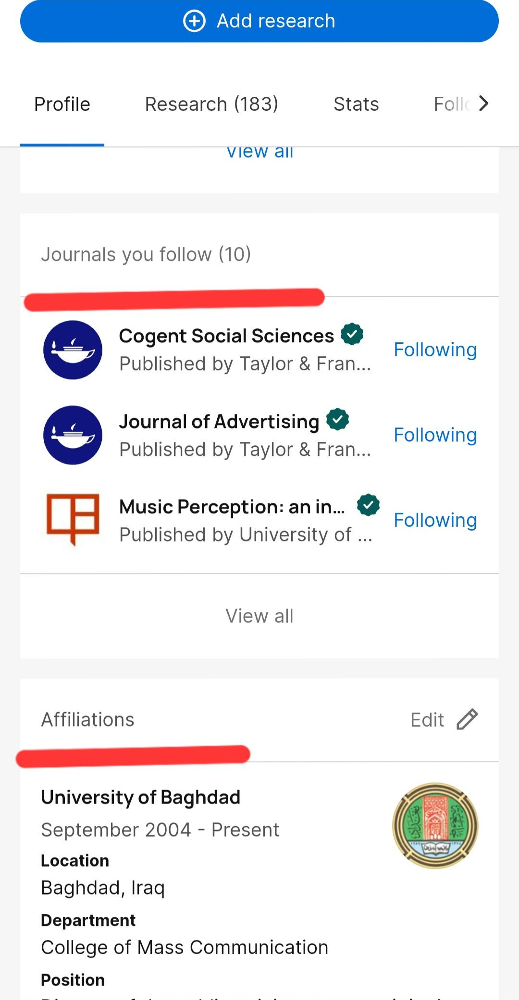 Add research
Profile
Research (183)
Stats
View all
Journals you follow (10)
Cogent Social Sciences
Published by Taylor & Fran...
Following
Journal of Advertising
Published by Taylor & Fran...
Following
Music Perception: an in...
Published by University of ...
Following
View all
Affiliations
Edit
University of Baghdad
September 2004 - Present
Location
Baghdad, Iraq
Department
College of Mass Communication
Position